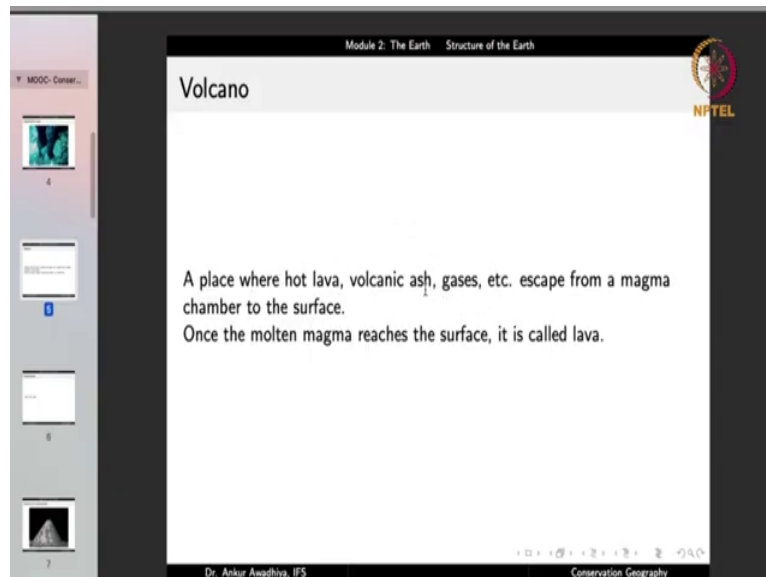 Module 2: The Earth Structure of the Earth
MOOC- Conser...
Volcano
NPTEL
4
A place where hot lava, volcanic ash, gases, etc. escape from a magma
chamber to the surface.
Once the molten magma reaches the surface, it is called lava.
5
6
7
Dr. Ankur Awadhiya, IFS Conservation Geography